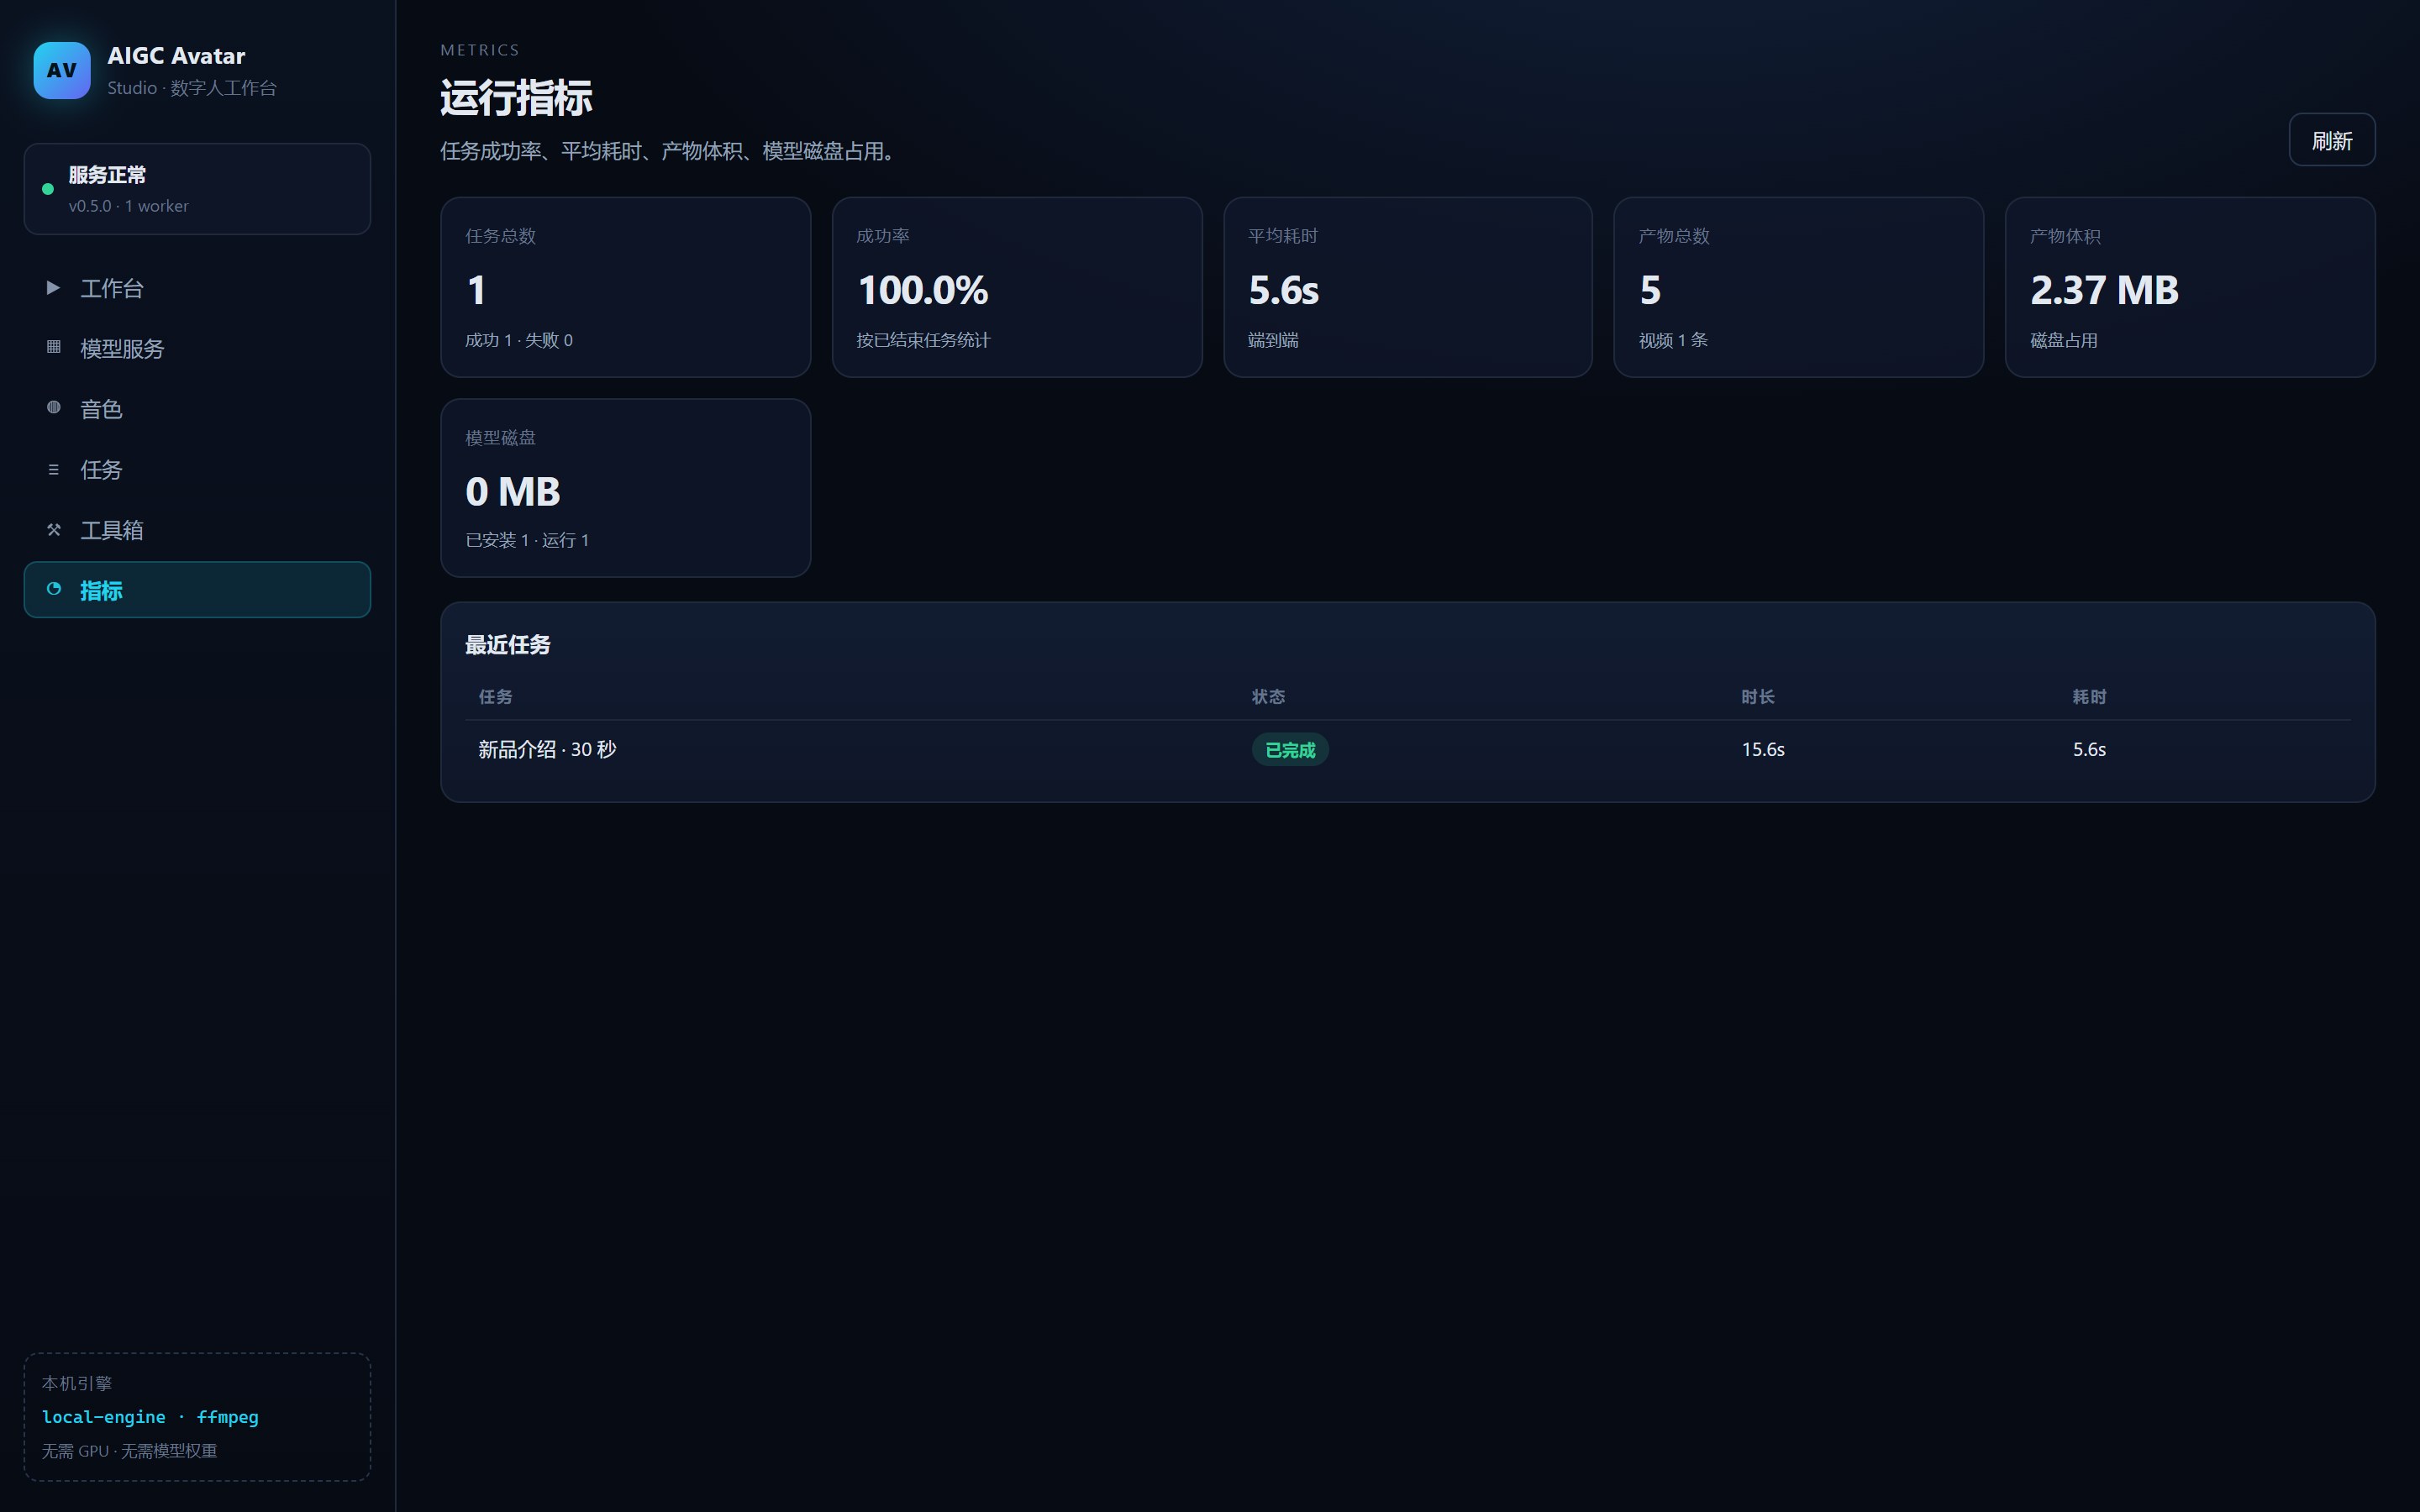 AV
AIGC Avatar
Studio · 数字人工作台
服务正常
v0.5.0 · 1 worker
工作台
模型服务
音色
任务
工具箱
指标
本机引擎
local-engine · ffmpeg
无需 GPU · 无需模型权重
METRICS
运行指标
任务成功率、平均耗时、产物体积、模型磁盘占用。
刷新
任务总数
1
成功 1 · 失败 0
成功率
100.0%
按已结束任务统计
平均耗时
5.6s
端到端
产物总数
5
视频 1 条
产物体积
2.37 MB
磁盘占用
模型磁盘
0 MB
已安装 1 · 运行 1
最近任务
任务 状态 时长 耗时
新品介绍 · 30 秒 已完成 15.6s 5.6s